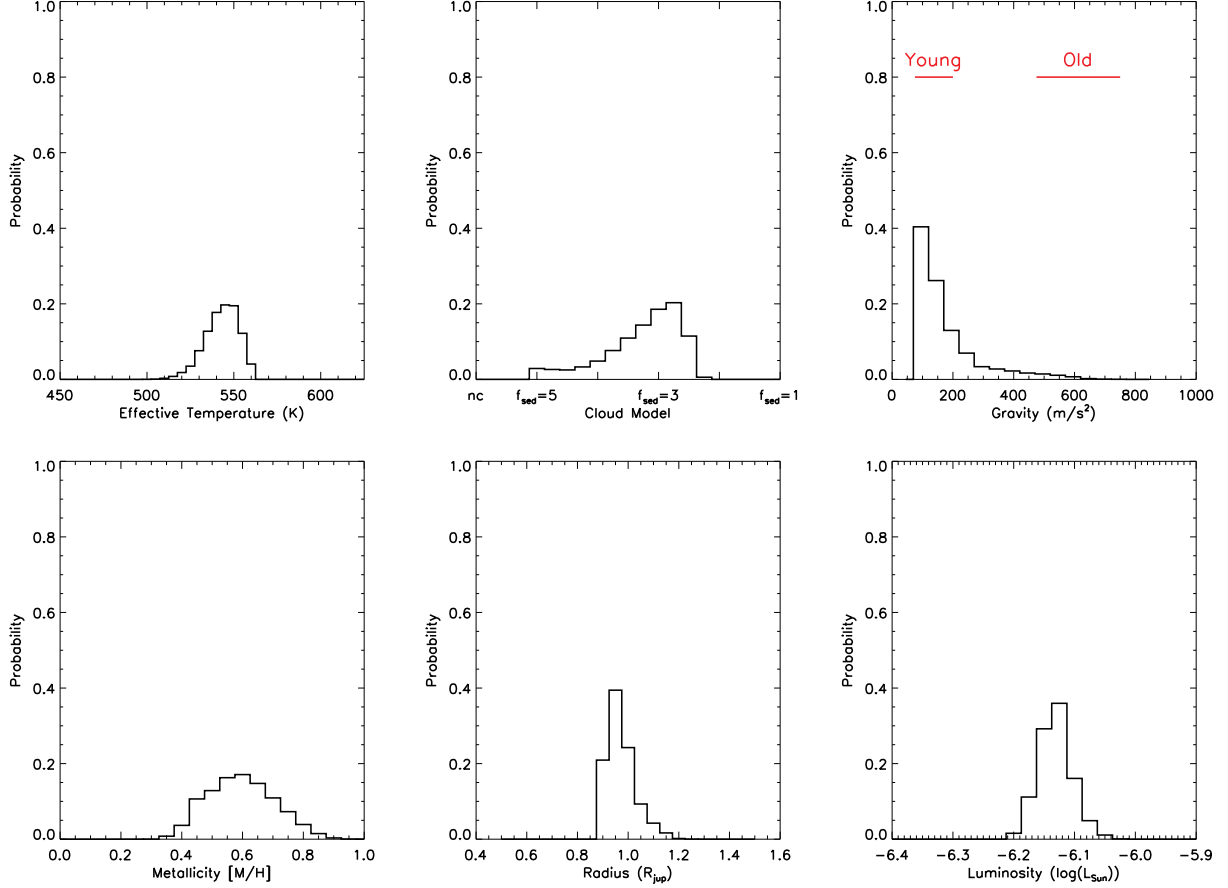 1.0
0.8
0.6
0.4
0.2
0.0
Probability
450 500 550 600
Effective Temperature (K)
1.0
0.8
0.6
0.4
0.2
0.0
Probability
nc fsed=5 fsed=3 fsed=1
Cloud Model
1.0
0.8
0.6
0.4
0.2
0.0
Probability
Young Old
0 200 400 600 800 1000
Gravity (m/s²)
1.0
0.8
0.6
0.4
0.2
0.0
Probability
0.0 0.2 0.4 0.6 0.8 1.0
Metallicity [M/H]
1.0
0.8
0.6
0.4
0.2
0.0
Probability
0.4 0.6 0.8 1.0 1.2 1.4 1.6
Radius (Rjup)
1.0
0.8
0.6
0.4
0.2
0.0
Probability
−6.4 −6.3 −6.2 −6.1 −6.0 −5.9
Luminosity (log(LSun))